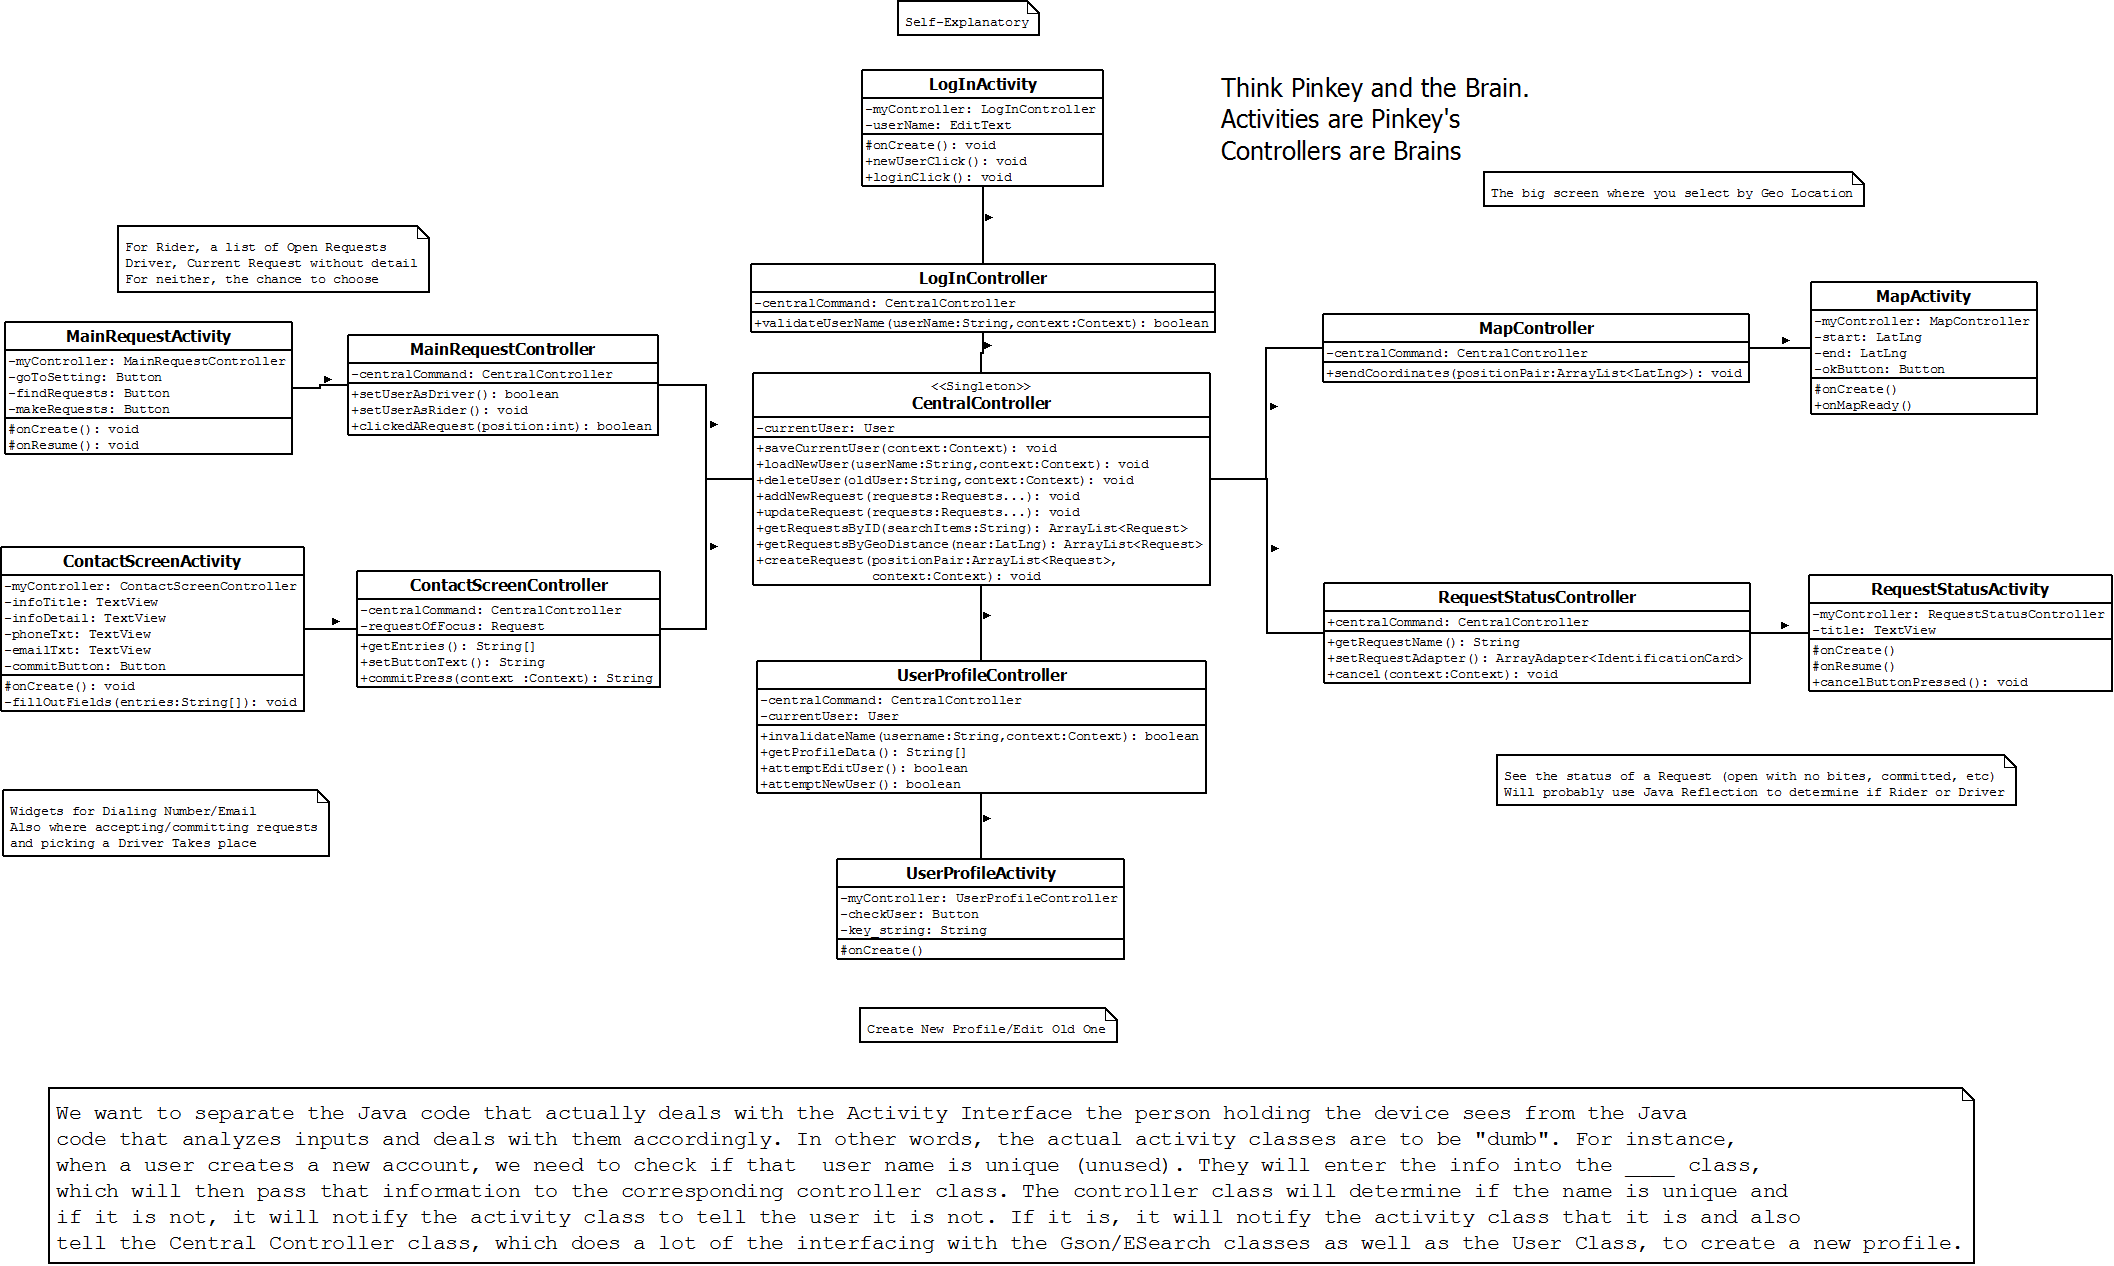 Self-Explanatory
LogInActivity
-myController: LogInController
-userName: EditText
#onCreate(): void
+newUserClick(): void
+loginClick(): void
Think Pinkey and the Brain.
Activities are Pinkey's
Controllers are Brains
The big screen where you select by Geo Location
For Rider, a list of Open Requests
Driver, Current Request without detail
For neither, the chance to choose
LogInController
-centralCommand: CentralController
+validateUserName(userName:String,context:Context): boolean
MainRequestActivity
-myController: MainRequestController
-goToSetting: Button
-findRequests: Button
-makeRequests: Button
#onCreate(): void
#onResume(): void
MainRequestController
-centralCommand: CentralController
+setUserAsDriver(): boolean
+setUserAsRider(): void
+clickedARequest(position:int): boolean
<<Singleton>>
CentralController
-currentUser: User
+saveCurrentUser(context:Context): void
+loadNewUser(userName:String,context:Context): void
+deleteUser(oldUser:String,context:Context): void
+addNewRequest(requests:Requests...): void
+updateRequest(requests:Requests...): void
+getRequestsByID(searchItems:String): ArrayList<Request>
+getRequestsByGeoDistance(near:LatLng): ArrayList<Request>
+createRequest(positionPair:ArrayList<Request>,
context:Context): void
MapController
-centralCommand: CentralController
+sendCoordinates(positionPair:ArrayList<LatLng>): void
MapActivity
-myController: MapController
-start: LatLng
-end: LatLng
-okButton: Button
#onCreate()
+onMapReady()
ContactScreenActivity
-myController: ContactScreenController
-infoTitle: TextView
-infoDetail: TextView
-phoneTxt: TextView
-emailTxt: TextView
-commitButton: Button
#onCreate(): void
-fillOutFields(entries:String[]): void
ContactScreenController
-centralCommand: CentralController
-requestOfFocus: Request
+getEntries(): String[]
+setButtonText(): String
+commitPress(context :Context): String
RequestStatusController
+centralCommand: CentralController
+getRequestName(): String
+setRequestAdapter(): ArrayAdapter<IdentificationCard>
+cancel(context:Context): void
RequestStatusActivity
-myController: RequestStatusController
-title: TextView
#onCreate()
#onResume()
+cancelButtonPressed(): void
UserProfileController
-centralCommand: CentralController
-currentUser: User
+invalidateName(username:String,context:Context): boolean
+getProfileData(): String[]
+attemptEditUser(): boolean
+attemptNewUser(): boolean
See the status of a Request (open with no bites, committed, etc)
Will probably use Java Reflection to determine if Rider or Driver
Widgets for Dialing Number/Email
Also where accepting/committing requests
and picking a Driver Takes place
UserProfileActivity
-myController: UserProfileController
-checkUser: Button
-key_string: String
#onCreate()
Create New Profile/Edit Old One
We want to separate the Java code that actually deals with the Activity Interface the person holding the device sees from the Java
code that analyzes inputs and deals with them accordingly. In other words, the actual activity classes are to be "dumb". For instance,
when a user creates a new account, we need to check if that  user name is unique (unused). They will enter the info into the ____ class,
which will then pass that information to the corresponding controller class. The controller class will determine if the name is unique and
if it is not, it will notify the activity class to tell the user it is not. If it is, it will notify the activity class that it is and also
tell the Central Controller class, which does a lot of the interfacing with the Gson/ESearch classes as well as the User Class, to create a new profile.